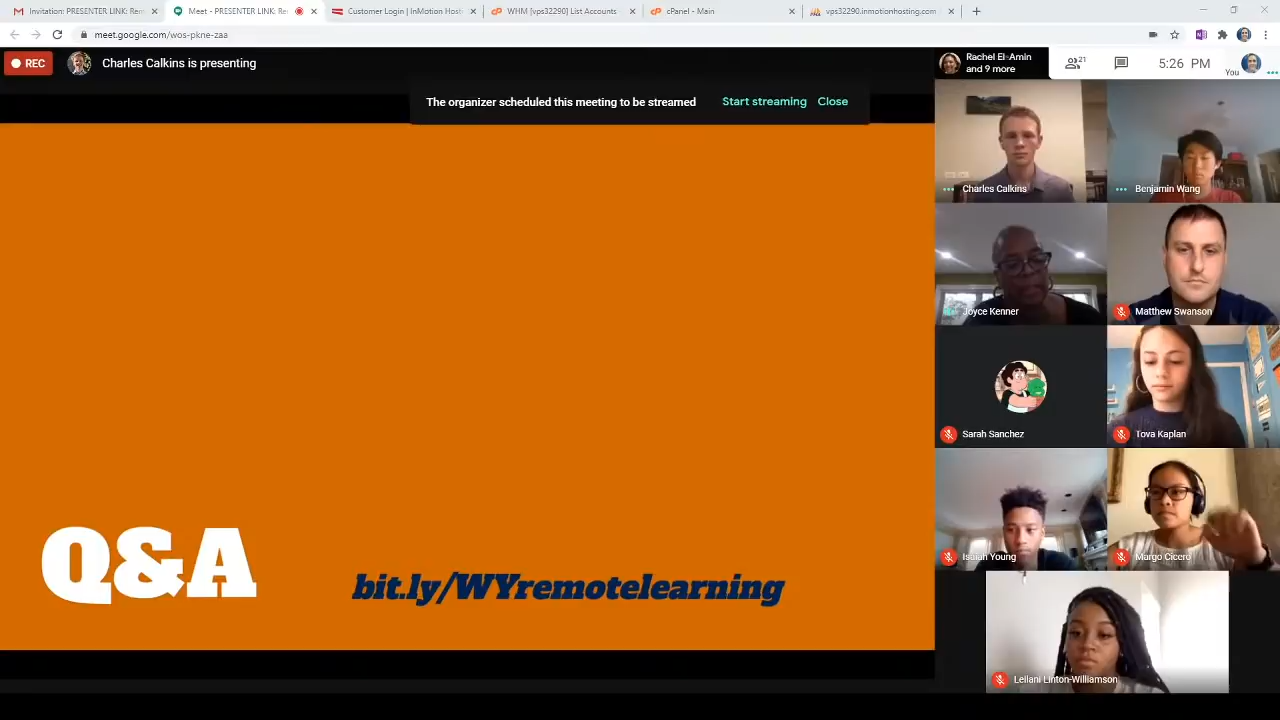 Invitation: PRESENTER LINK: Rem
Meet - PRESENTER LINK: Re
Customer Login | InMotion Host
WHM [vps32290] List Accounts
cPanel - Main
vps32290.inmotionhosting.com
meet.google.com/wos-pkne-zaa
REC
Charles Calkins is presenting
Rachel El-Amin
and 9 more
21
5:26 PM
You
The organizer scheduled this meeting to be streamed
Start streaming
Close
Charles Calkins
Benjamin Wang
Joyce Kenner
Matthew Swanson
Sarah Sanchez
Tova Kaplan
Isaiah Young
Margo Cicero
Leilani Linton-Williamson
Q&A
bit.ly/WYremotelearning